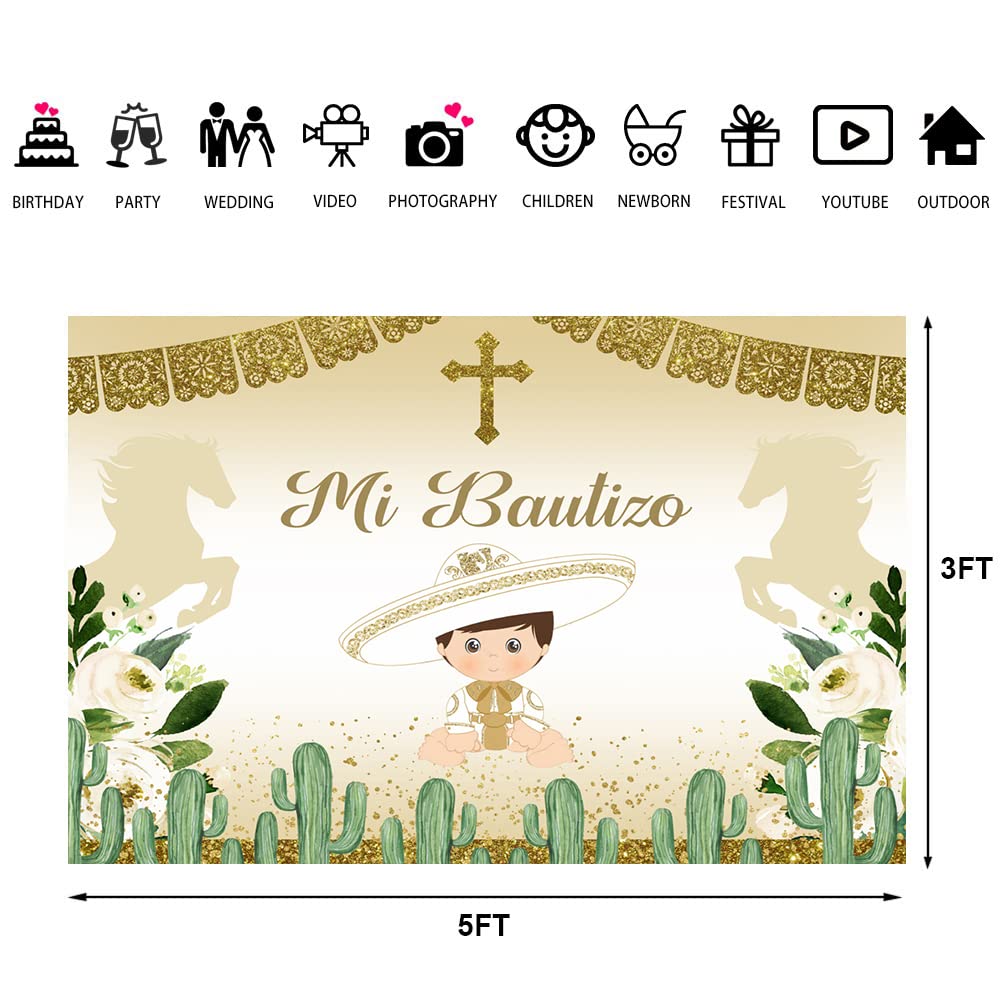 BIRTHDAY PARTY WEDDING VIDEO PHOTOGRAPHY CHILDREN NEWBORN FESTIVAL YOUTUBE OUTDOOR
Mi Bautizo
3FT
5FT